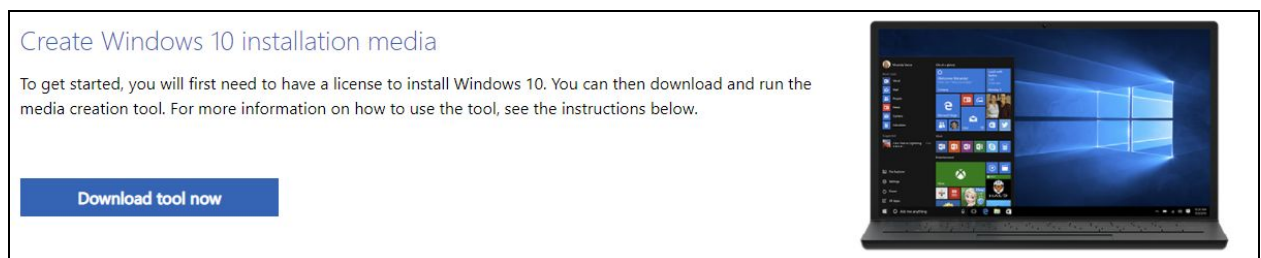 Create Windows 10 installation media
To get started, you will first need to have a license to install Windows 10. You can then download and run the
media creation tool. For more information on how to use the tool, see the instructions below.
Download tool now